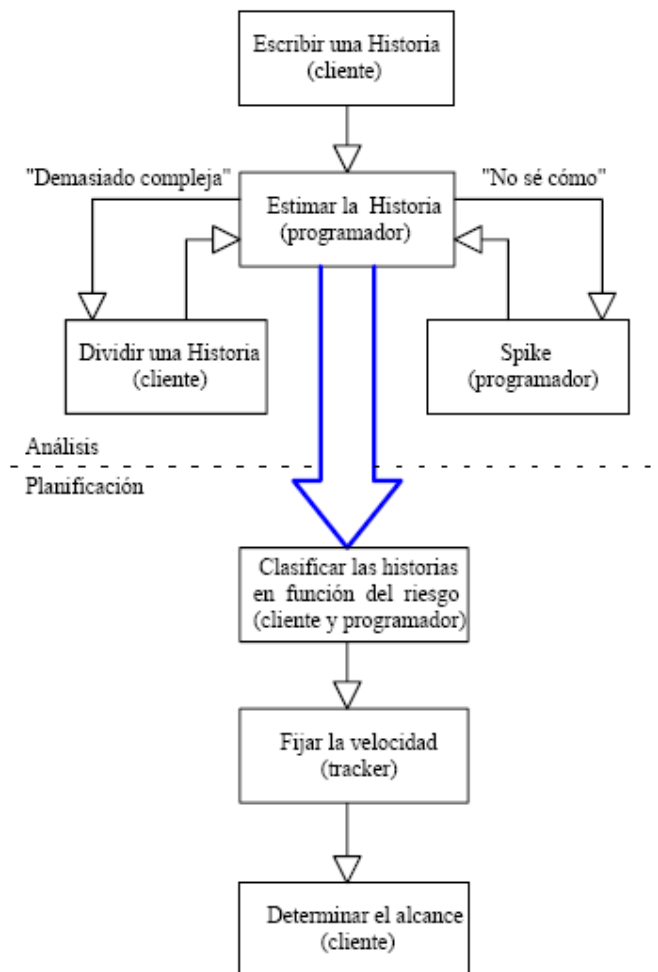 Escribir una Historia
(cliente)
"Demasiado compleja"
"No sé cómo"
Estimar la Historia
(programador)
Dividir una Historia
(cliente)
Spike
(programador)
Análisis
Planificación
Clasificar las historias
en función del riesgo
(cliente y programador)
Fijar la velocidad
(tracker)
Determinar el alcance
(cliente)